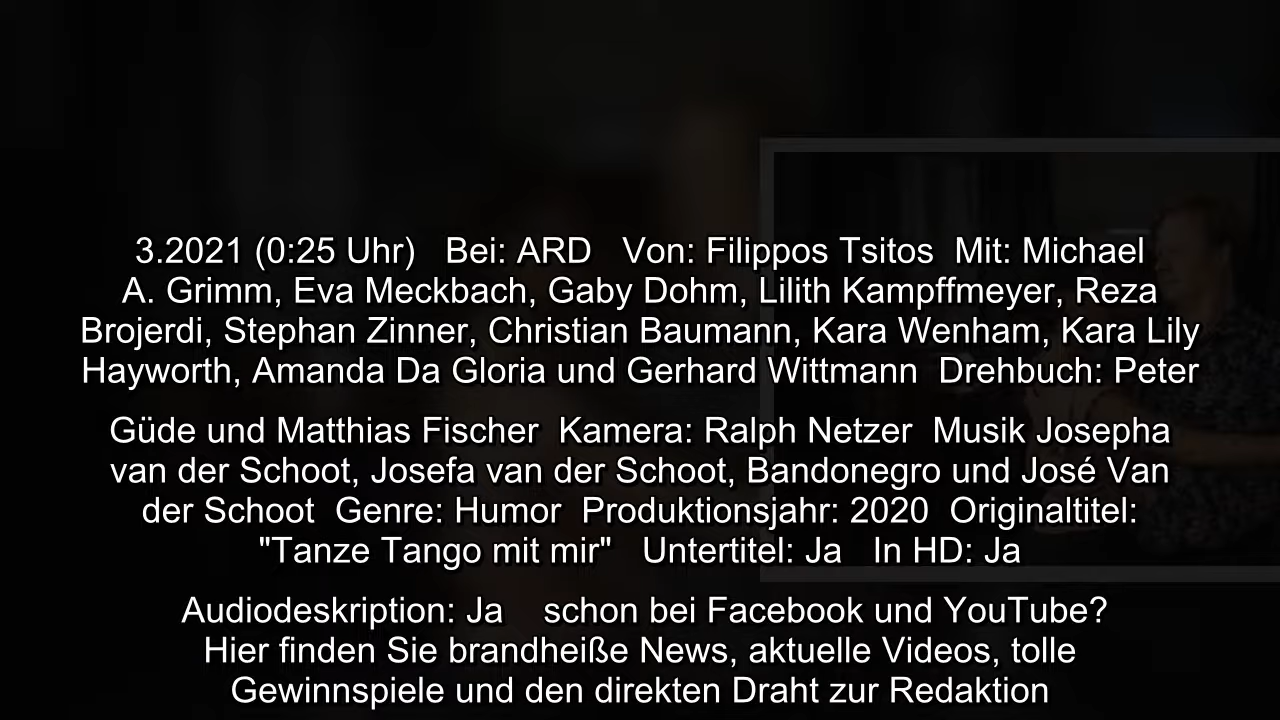 3.2021 (0:25 Uhr)   Bei: ARD   Von: Filippos Tsitos  Mit: Michael
A. Grimm, Eva Meckbach, Gaby Dohm, Lilith Kampffmeyer, Reza
Brojerdi, Stephan Zinner, Christian Baumann, Kara Wenham, Kara Lily
Hayworth, Amanda Da Gloria und Gerhard Wittmann  Drehbuch: Peter
Güde und Matthias Fischer  Kamera: Ralph Netzer  Musik Josepha
van der Schoot, Josefa van der Schoot, Bandonegro und José Van
der Schoot  Genre: Humor  Produktionsjahr: 2020  Originaltitel:
"Tanze Tango mit mir"   Untertitel: Ja   In HD: Ja
Audiodeskription: Ja    schon bei Facebook und YouTube?
Hier finden Sie brandheiße News, aktuelle Videos, tolle
Gewinnspiele und den direkten Draht zur Redaktion